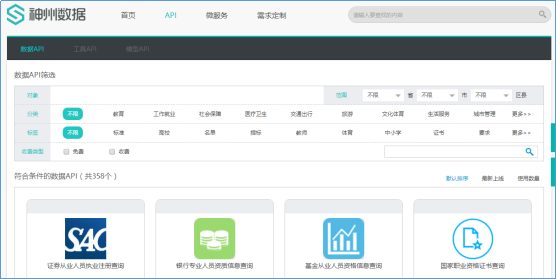 神州数据 首页 API 微服务 需求定制 请输入要查找的内容
数据API 工具API 模型API
数据API筛选
对象 范围 不限 省 不限 市 不限 区县
分类 不限 教育 工作就业 社会保障 医疗卫生 交通出行 旅游 文化体育 生活服务 城市管理 更多>>
标签 不限 标准 高校 名单 指标 教师 体育 中小学 证书 要求 更多>>
收费类型 免费 收费
符合条件的数据API（共358个） 默认排序 最新上线 使用数量
SAC
证券从业人员执业注册查询 银行专业人员资质信息查询 基金从业人员资格信息查询 国家职业资格证书查询